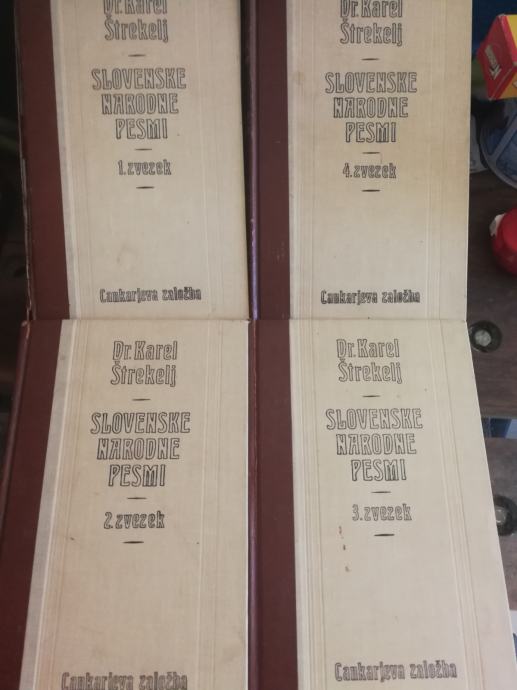 Dr. Karel
Štrekelj
SLOVENSKE
NARODNE
PESMI
1. zvezek
Cankarjeva založba
Dr. Karel
Štrekelj
SLOVENSKE
NARODNE
PESMI
4. zvezek
Cankarjeva založba
Dr. Karel
Štrekelj
SLOVENSKE
NARODNE
PESMI
2. zvezek
Cankarjeva založba
Dr. Karel
Štrekelj
SLOVENSKE
NARODNE
PESMI
3. zvezek
Cankarjeva založba